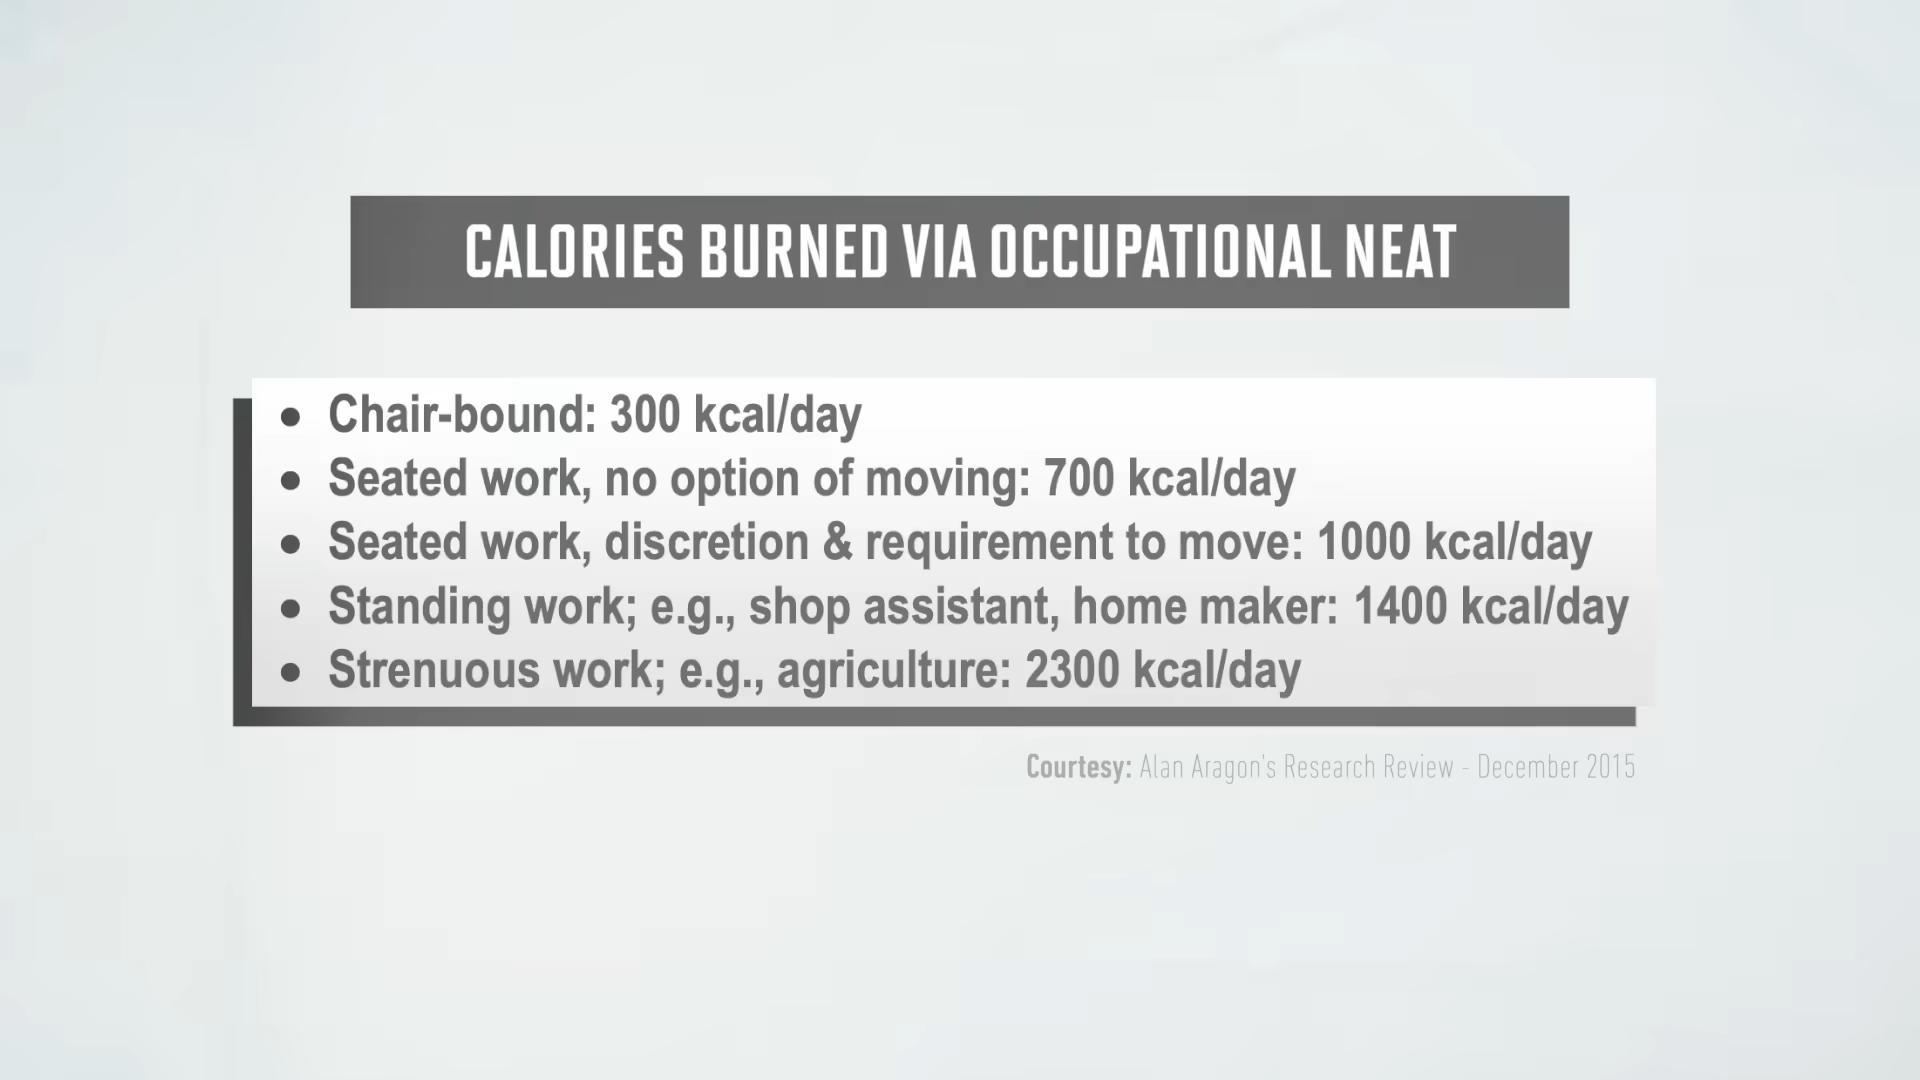 CALORIES BURNED VIA OCCUPATIONAL NEAT
• Chair-bound: 300 kcal/day
• Seated work, no option of moving: 700 kcal/day
• Seated work, discretion & requirement to move: 1000 kcal/day
• Standing work; e.g., shop assistant, home maker: 1400 kcal/day
• Strenuous work; e.g., agriculture: 2300 kcal/day
Courtesy: Alan Aragon's Research Review - December 2015